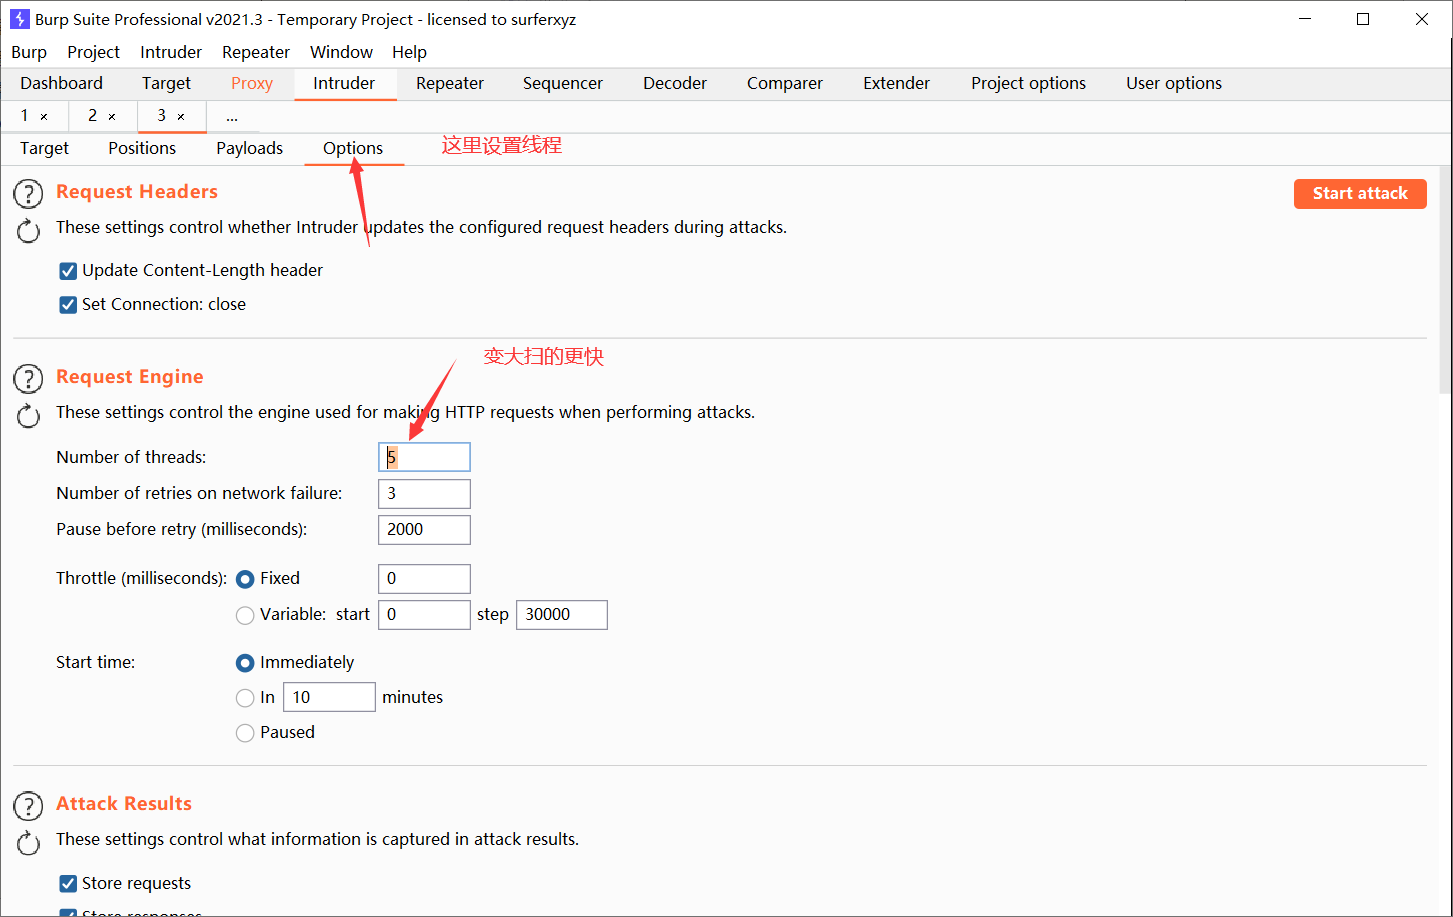 Burp Suite Professional v2021.3 - Temporary Project - licensed to surferxyz
Burp Project Intruder Repeater Window Help
Dashboard Target Proxy Intruder Repeater Sequencer Decoder Comparer Extender Project options User options
1 × 2 × 3 × ...
Target Positions Payloads Options 这里设置线程
Request Headers
Start attack
These settings control whether Intruder updates the configured request headers during attacks.
Update Content-Length header
Set Connection: close
变大扫的更快
Request Engine
These settings control the engine used for making HTTP requests when performing attacks.
Number of threads: 5
Number of retries on network failure: 3
Pause before retry (milliseconds): 2000
Throttle (milliseconds): Fixed 0
Variable: start 0 step 30000
Start time: Immediately
In 10 minutes
Paused
Attack Results
These settings control what information is captured in attack results.
Store requests
Store responses